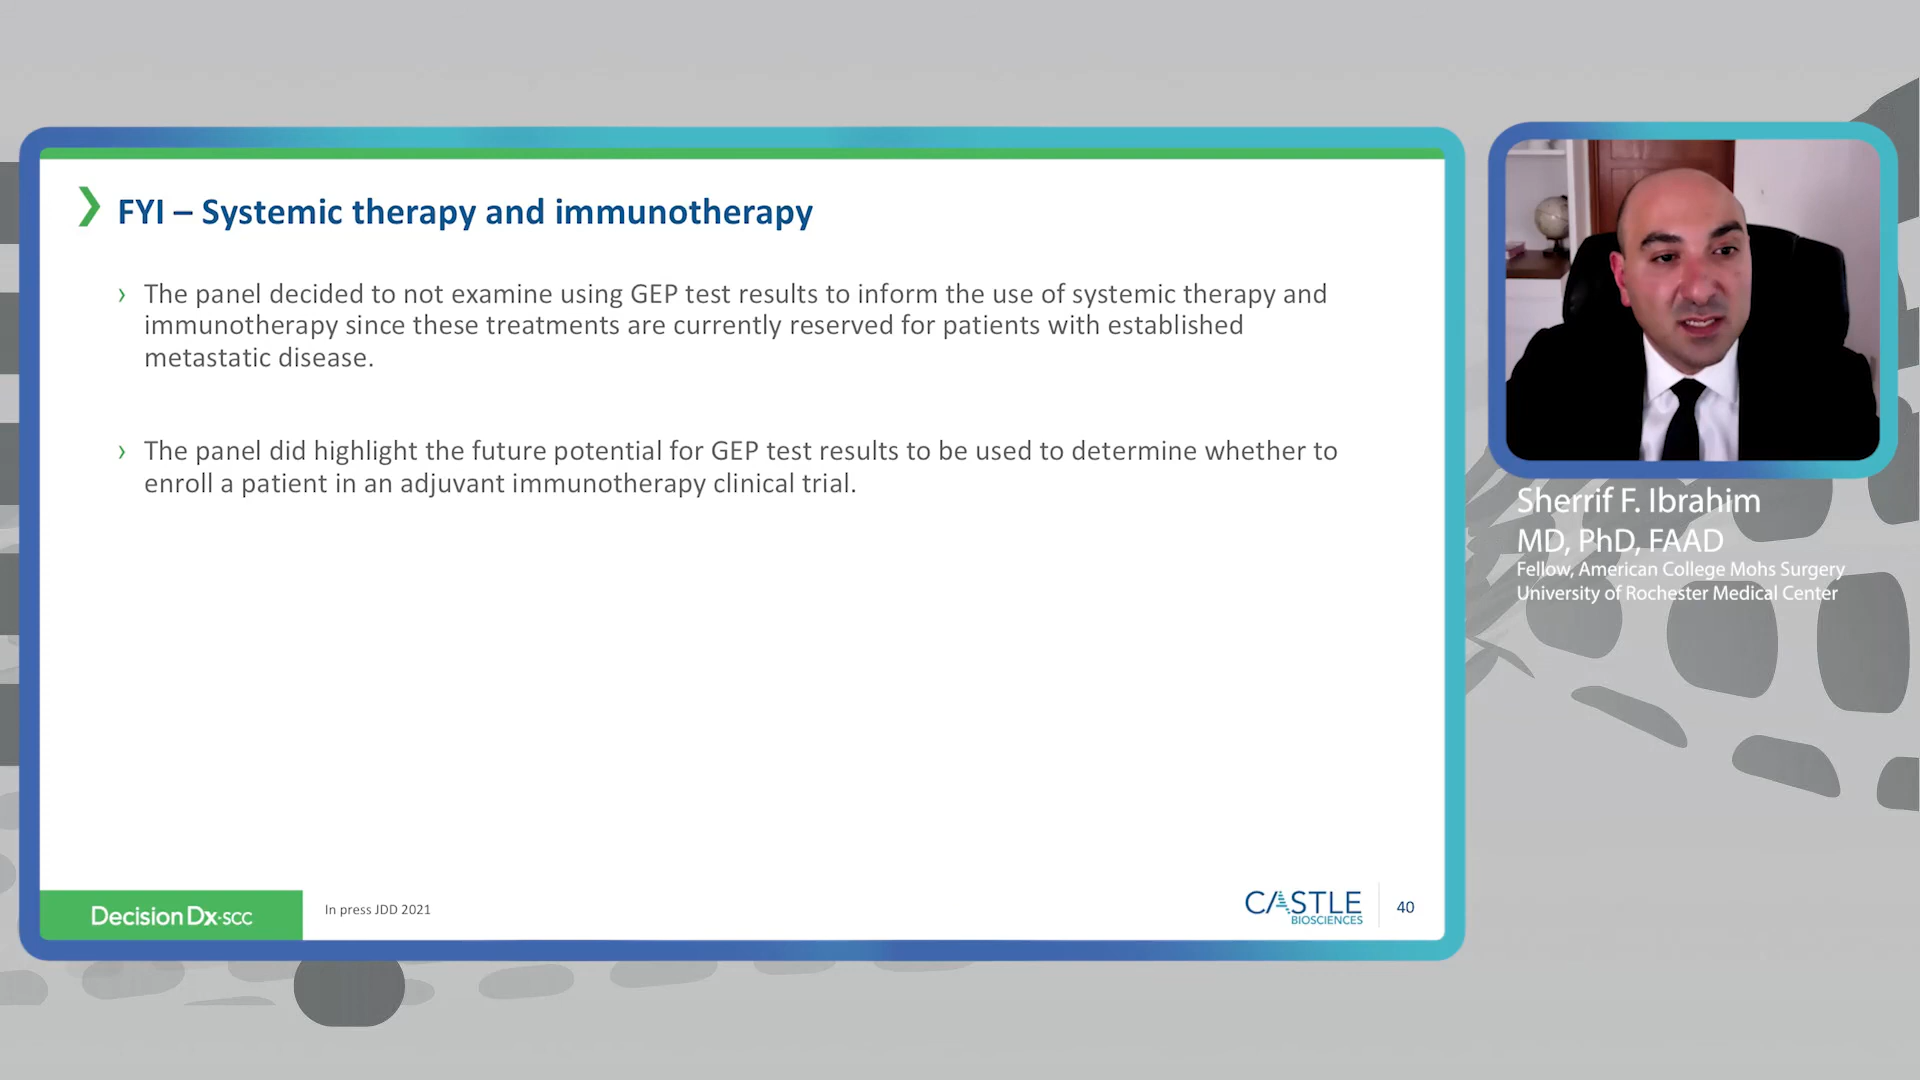 FYI – Systemic therapy and immunotherapy
› The panel decided to not examine using GEP test results to inform the use of systemic therapy and
immunotherapy since these treatments are currently reserved for patients with established
metastatic disease.
› The panel did highlight the future potential for GEP test results to be used to determine whether to
enroll a patient in an adjuvant immunotherapy clinical trial.
DecisionDx·SCC
In press JDD 2021
CASTLE
BIOSCIENCES
40
Sherrif F. Ibrahim
MD, PhD, FAAD
Fellow, American College Mohs Surgery
University of Rochester Medical Center